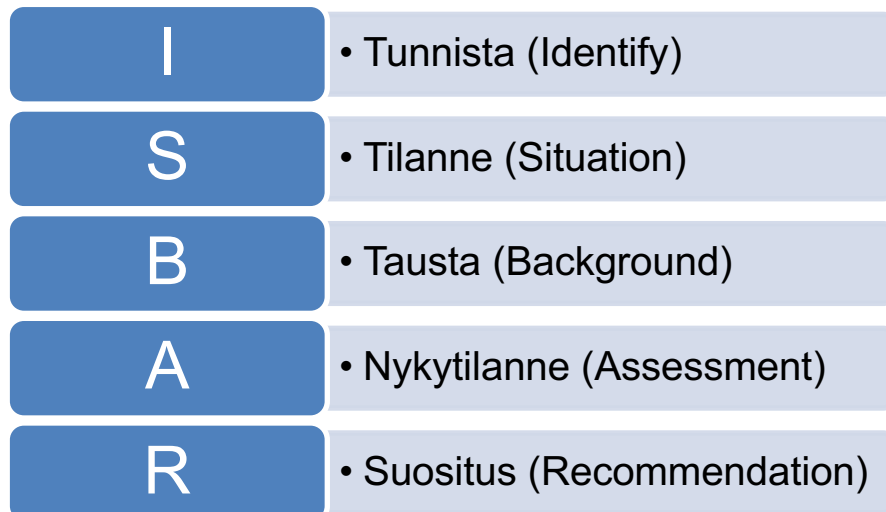 I
• Tunnista (Identify)
S
• Tilanne (Situation)
B
• Tausta (Background)
A
• Nykytilanne (Assessment)
R
• Suositus (Recommendation)